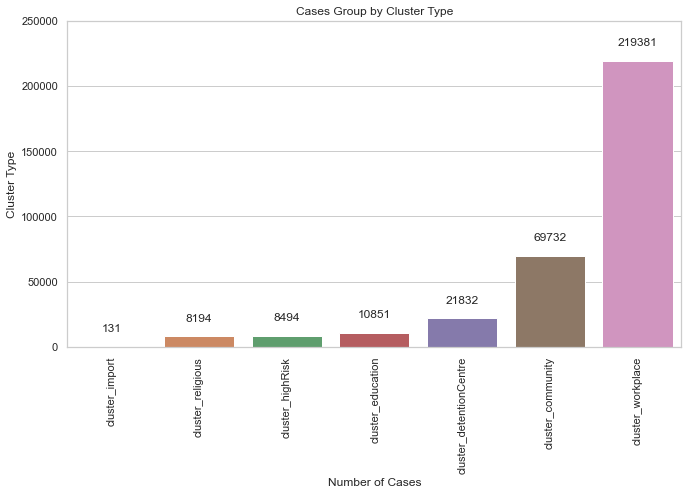 Cases Group by Cluster Type
Cluster Type
250000
200000
150000
100000
50000
0
131
8194
8494
10851
21832
69732
219381
cluster_import
cluster_religious
cluster_highRisk
cluster_education
cluster_detentionCentre
cluster_community
cluster_workplace
Number of Cases